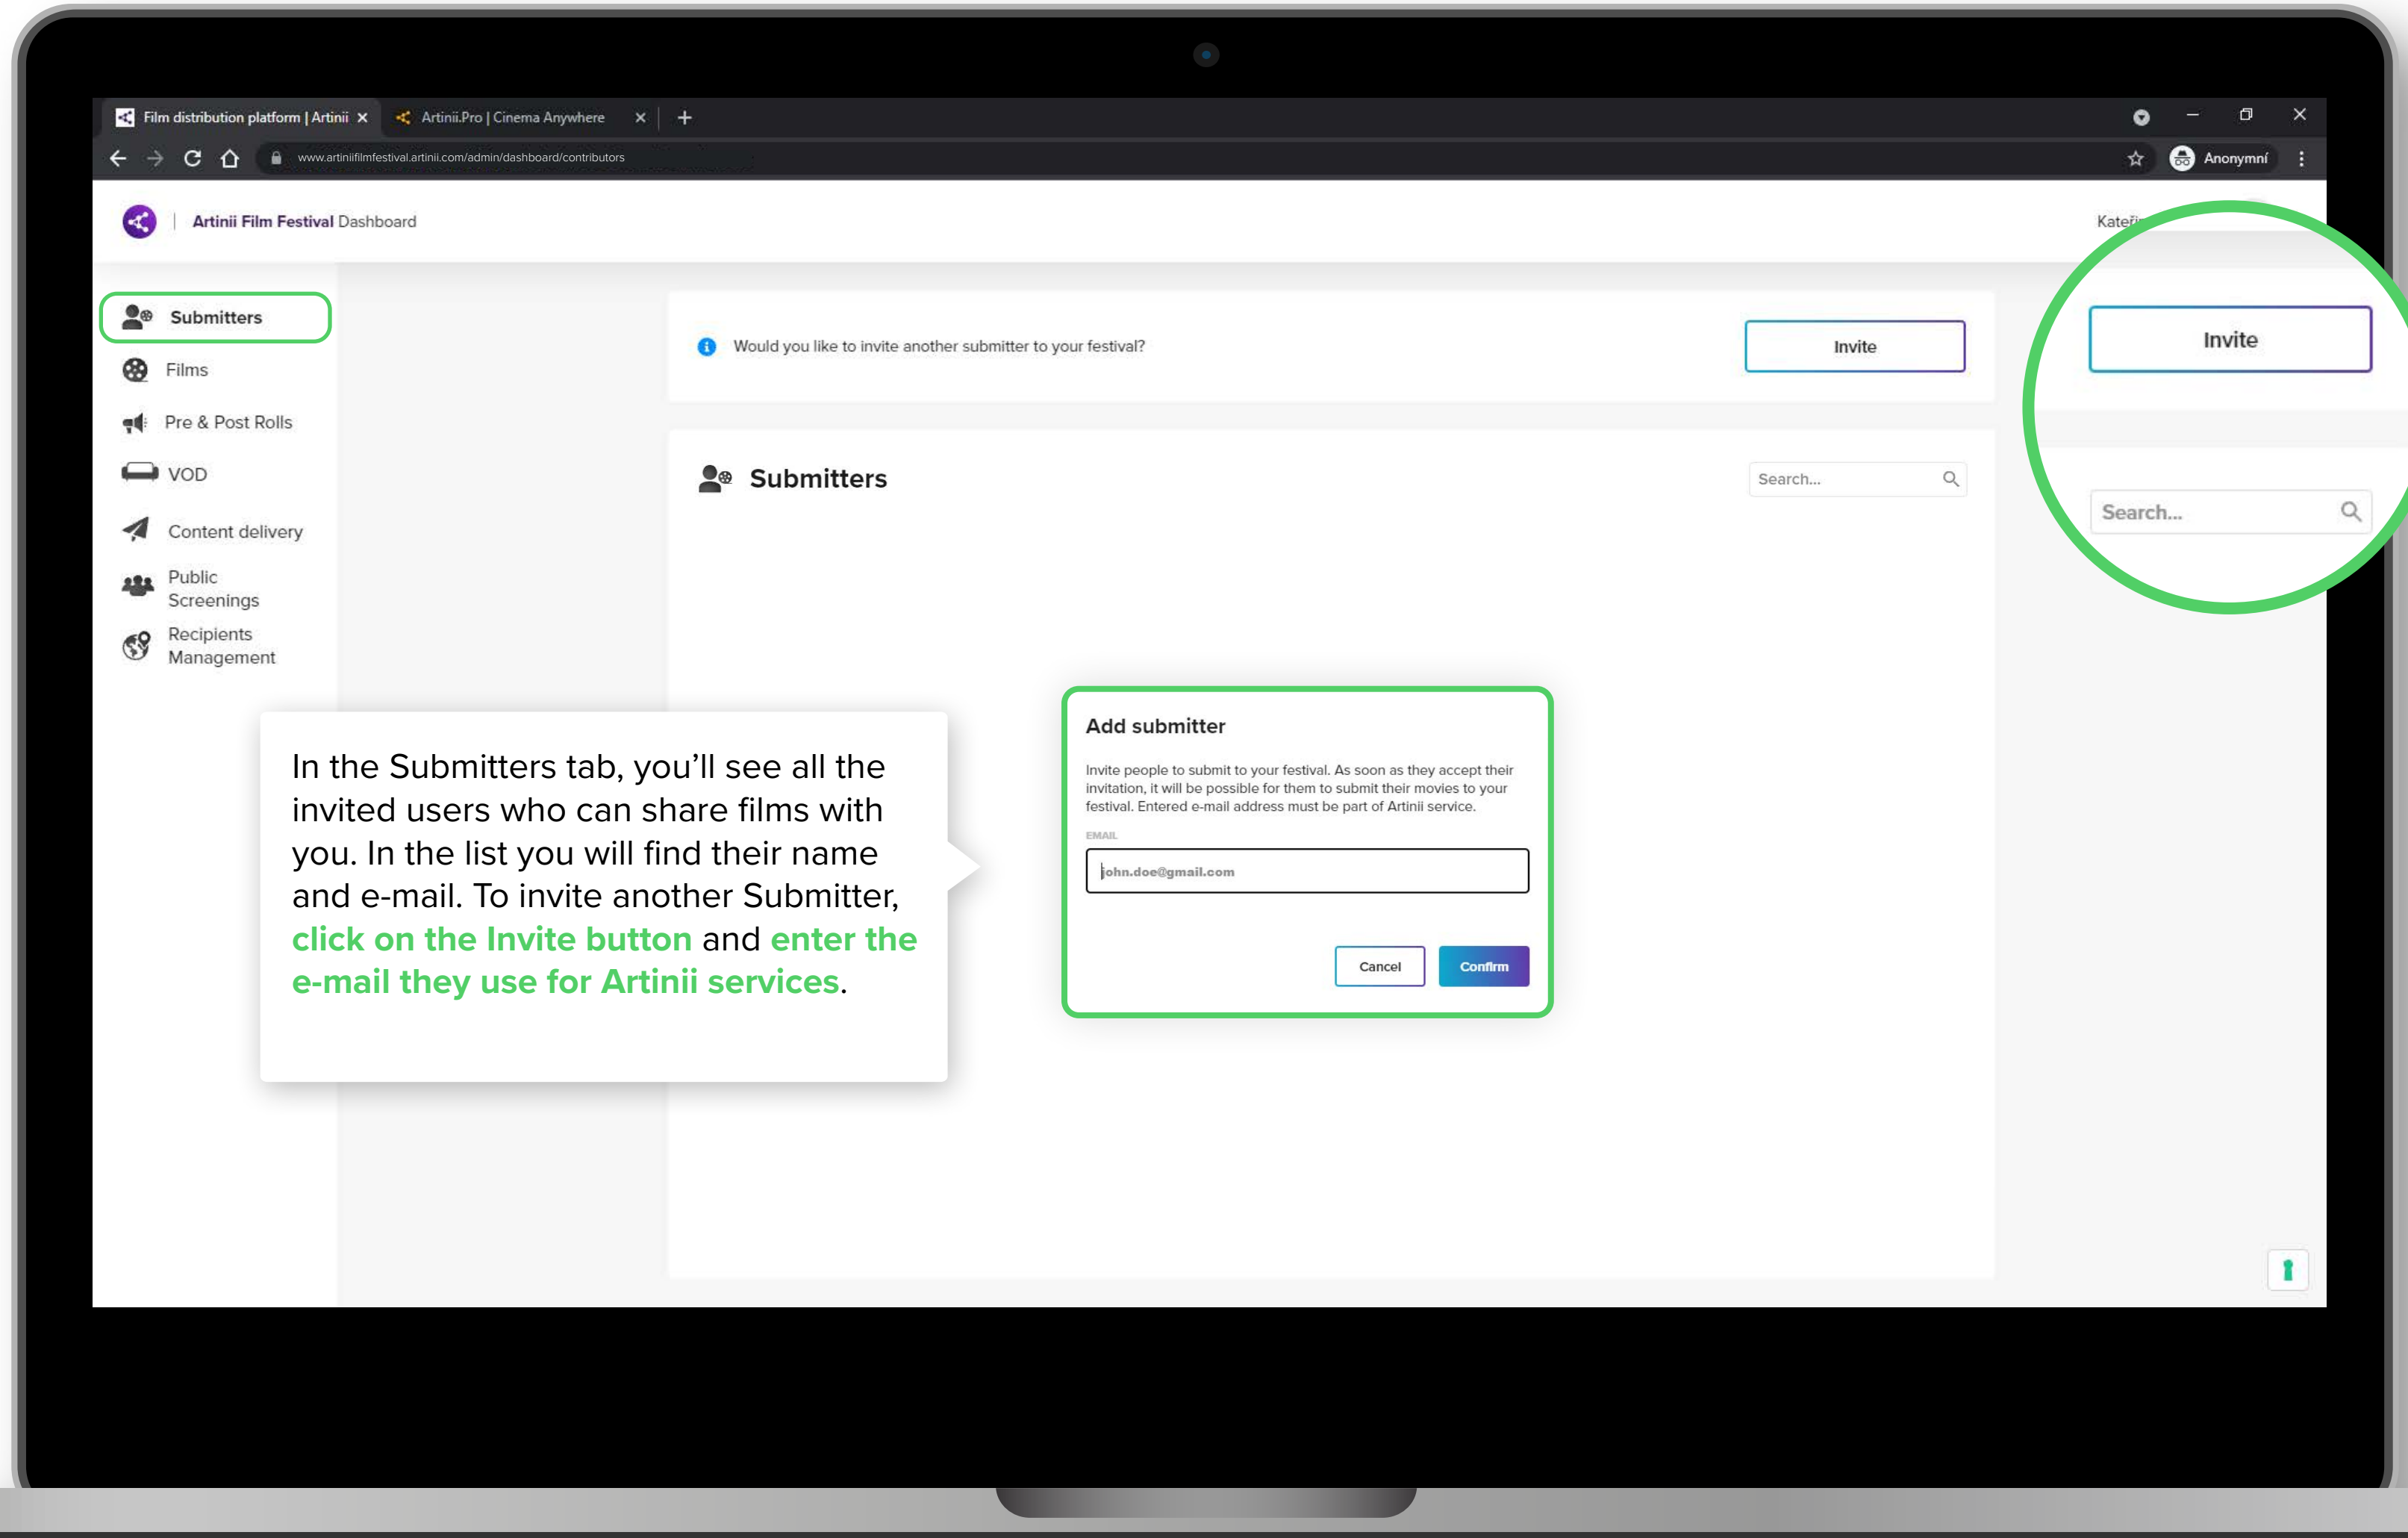 Film distribution platform | Artinii
Artinii.Pro | Cinema Anywhere
www.artiniifilmfestival.artinii.com/admin/dashboard/contributors
Anonymní
Artinii Film Festival Dashboard
Submitters
Films
Pre & Post Rolls
VOD
Content delivery
Public
Screenings
Recipients
Management
Would you like to invite another submitter to your festival?
Invite
Invite
Submitters
Search...
Search...
In the Submitters tab, you’ll see all the
invited users who can share films with
you. In the list you will find their name
and e-mail. To invite another Submitter,
click on the Invite button and enter the
e-mail they use for Artinii services.
Add submitter
Invite people to submit to your festival. As soon as they accept their
invitation, it will be possible for them to submit their movies to your
festival. Entered e-mail address must be part of Artinii service.
EMAIL
john.doe@gmail.com
Cancel
Confirm